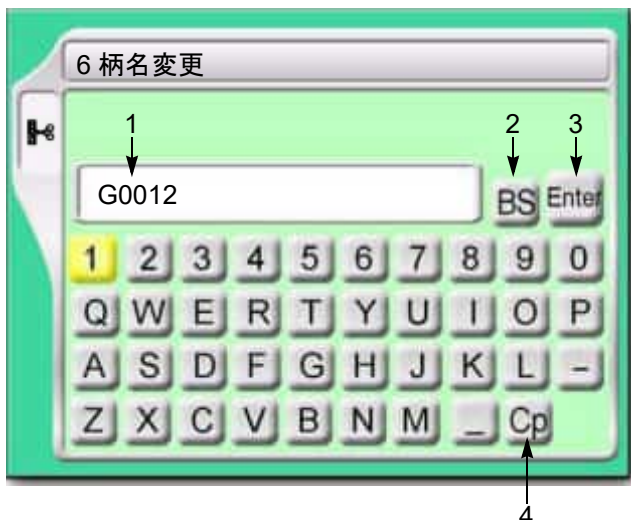 6 柄名変更
1 2 3
G0012 BS Enter
1 2 3 4 5 6 7 8 9 0
Q W E R T Y U I O P
A S D F G H J K L -
Z X C V B N M _ Cp
4